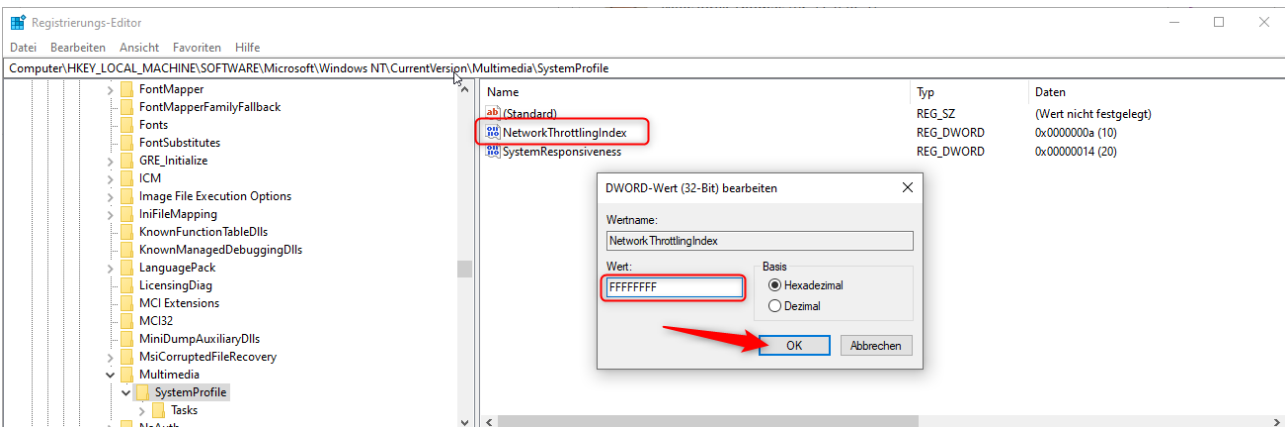 Registrierungs-Editor
Datei Bearbeiten Ansicht Favoriten Hilfe
Computer\HKEY_LOCAL_MACHINE\SOFTWARE\Microsoft\Windows NT\CurrentVersion\Multimedia\SystemProfile
FontMapper
FontMapperFamilyFallback
Fonts
FontSubstitutes
GRE_Initialize
ICM
Image File Execution Options
IniFileMapping
KnownFunctionTableDlls
KnownManagedDebuggingDlls
LanguagePack
LicensingDiag
MCI Extensions
MCI32
MiniDumpAuxiliaryDlls
MsiCorruptedFileRecovery
Multimedia
SystemProfile
Tasks
Name Typ Daten
ab (Standard) REG_SZ (Wert nicht festgelegt)
NetworkThrottlingIndex REG_DWORD 0x0000000a (10)
SystemResponsiveness REG_DWORD 0x00000014 (20)
DWORD-Wert (32-Bit) bearbeiten
Wertname:
NetworkThrottlingIndex
Wert:
FFFFFFFF
Basis
Hexadezimal
Dezimal
OK Abbrechen